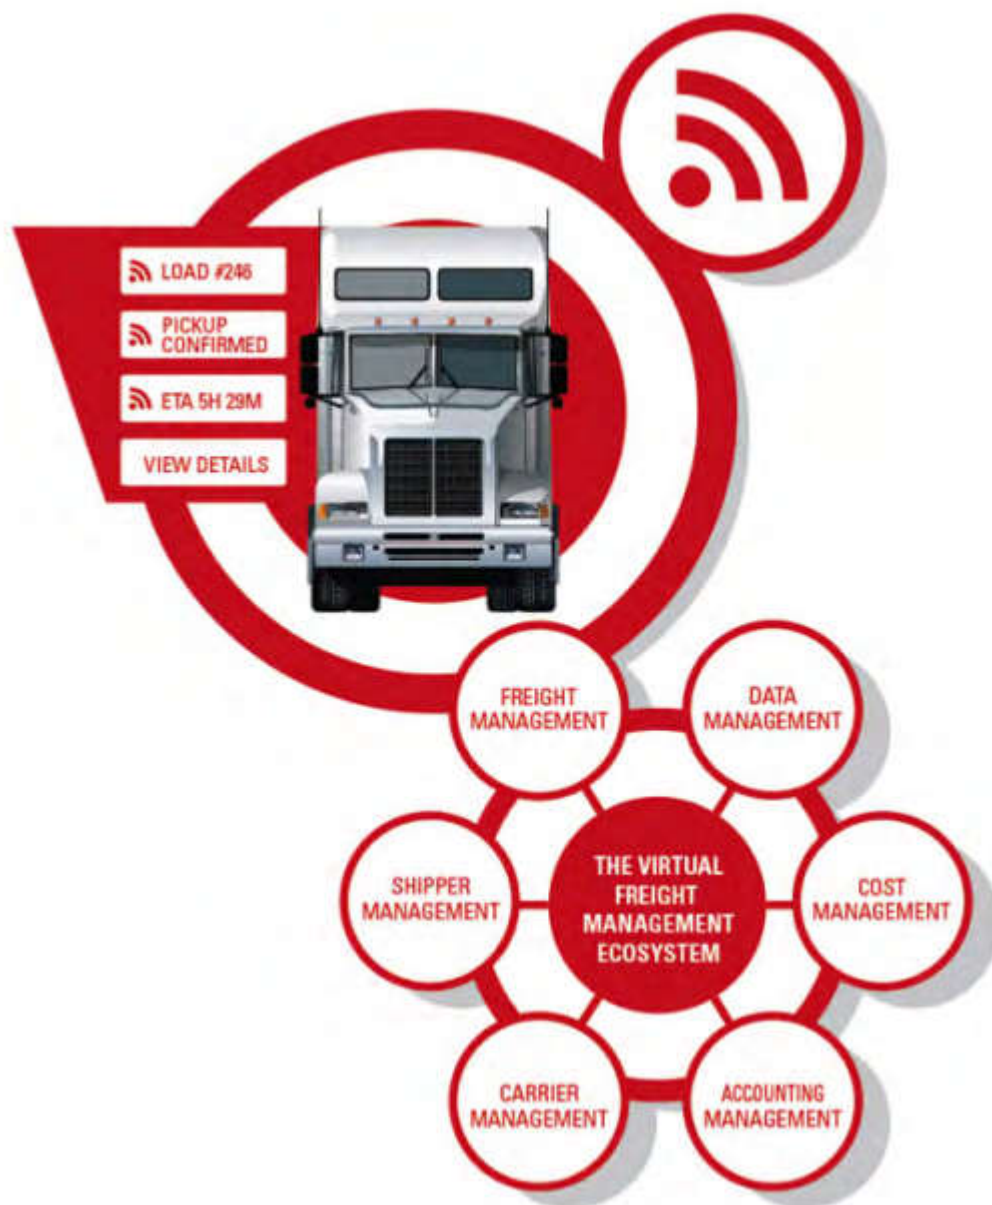 LOAD #246
PICKUP
CONFIRMED
ETA 5H 29M
VIEW DETAILS
FREIGHT
MANAGEMENT
DATA
MANAGEMENT
SHIPPER
MANAGEMENT
THE VIRTUAL
FREIGHT
MANAGEMENT
ECOSYSTEM
COST
MANAGEMENT
CARRIER
MANAGEMENT
ACCOUNTING
MANAGEMENT